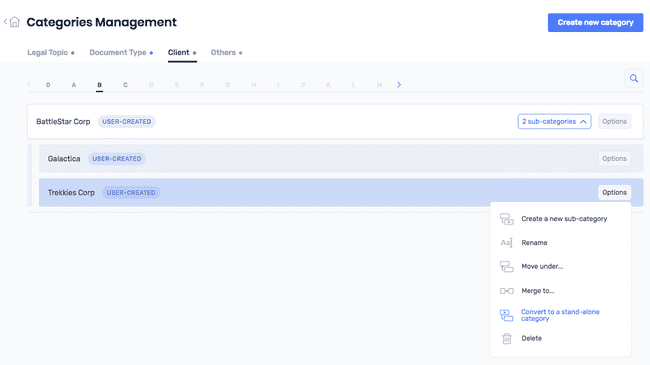 Categories Management
Create new category
Legal Topic
Document Type
Client
Others
0 A B C D E F G H I J K L M
BattleStar Corp USER-CREATED 2 sub-categories Options
Galactica USER-CREATED Options
Trekkies Corp USER-CREATED Options
Create a new sub-category
Aa Rename
Move under...
Merge to...
Convert to a stand-alone
category
Delete